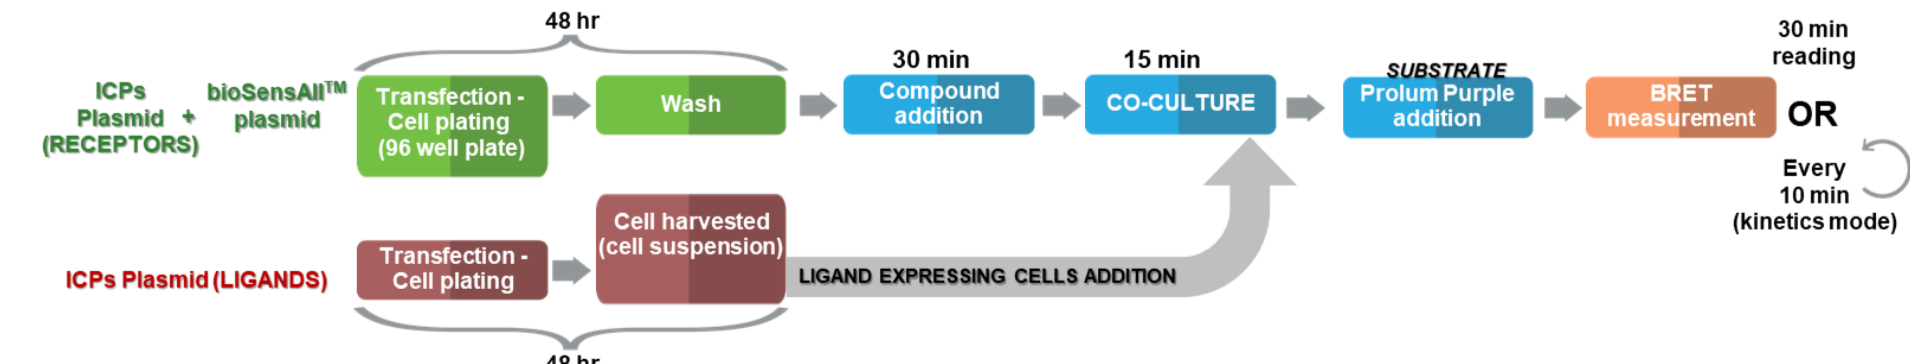 48 hr
ICPs
Plasmid +
(RECEPTORS)
bioSensAll™
plasmid
Transfection -
Cell plating
(96 well plate)
Wash
30 min
Compound
addition
15 min
CO-CULTURE
SUBSTRATE
Prolum Purple
addition
BRET
measurement
30 min
reading
OR
Every
10 min
(kinetics mode)
ICPs Plasmid (LIGANDS)
Transfection -
Cell plating
Cell harvested
(cell suspension)
LIGAND EXPRESSING CELLS ADDITION
48 hr